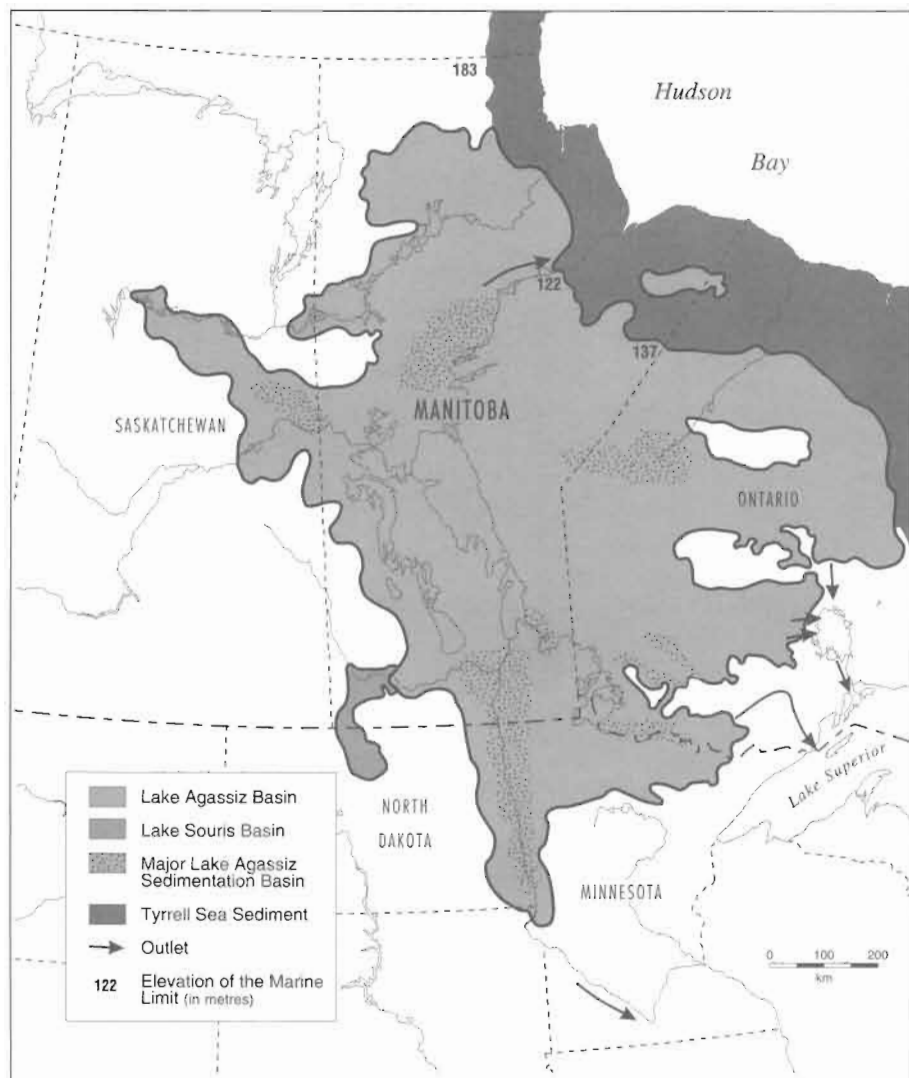 183
Hudson
Bay
122
137
MANITOBA
SASKATCHEWAN
ONTARIO
Lake Superior
NORTH
DAKOTA
MINNESOTA
Lake Agassiz Basin
Lake Souris Basin
Major Lake Agassiz
Sedimentation Basin
Tyrrell Sea Sediment
Outlet
122 Elevation of the Marine
Limit (in metres)
0 100 200
km